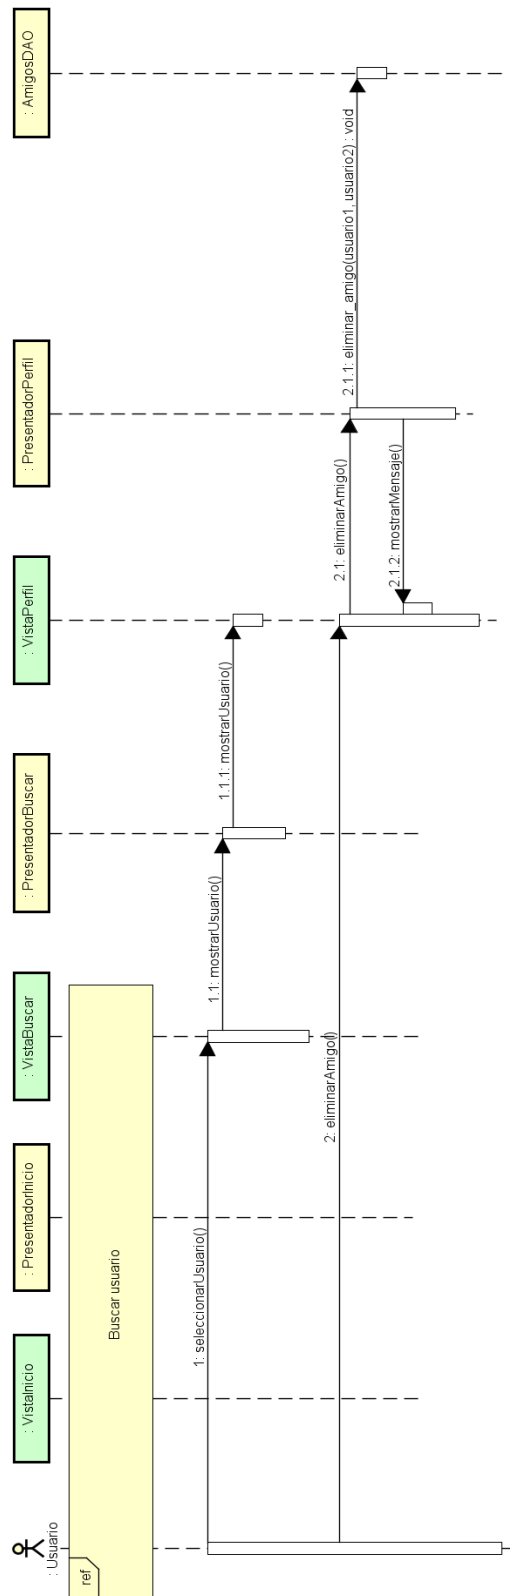 : Usuario
: VistaInicio
: PresentadorInicio
: VistaBuscar
: PresentadorBuscar
: VistaPerfil
: PresentadorPerfil
: AmigosDAO
ref
Buscar usuario
1: seleccionarUsuario()
1.1: mostrarUsuario()
1.1.1: mostrarUsuario()
2: eliminarAmigo()
2.1: eliminarAmigo()
2.1.1: eliminar_amigo(usuario1, usuario2) : void
2.1.2: mostrarMensaje()